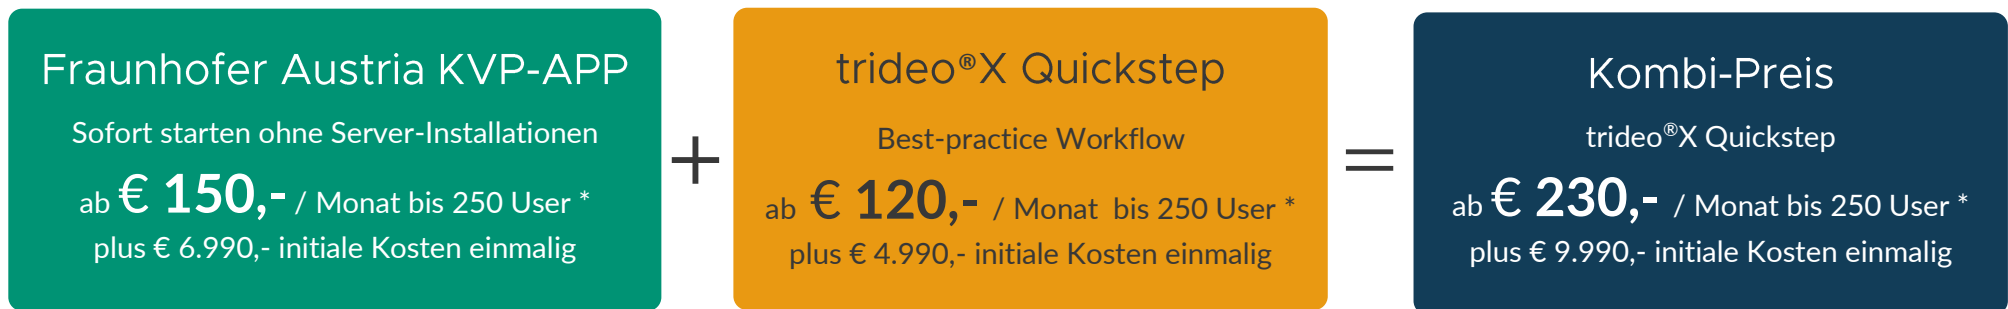 Fraunhofer Austria KVP-APP
Sofort starten ohne Server-Installationen
ab € 150,- / Monat bis 250 User *
plus € 6.990,- initiale Kosten einmalig
+
trideo®X Quickstep
Best-practice Workflow
ab € 120,- / Monat bis 250 User *
plus € 4.990,- initiale Kosten einmalig
=
Kombi-Preis
trideo®X Quickstep
ab € 230,- / Monat bis 250 User *
plus € 9.990,- initiale Kosten einmalig